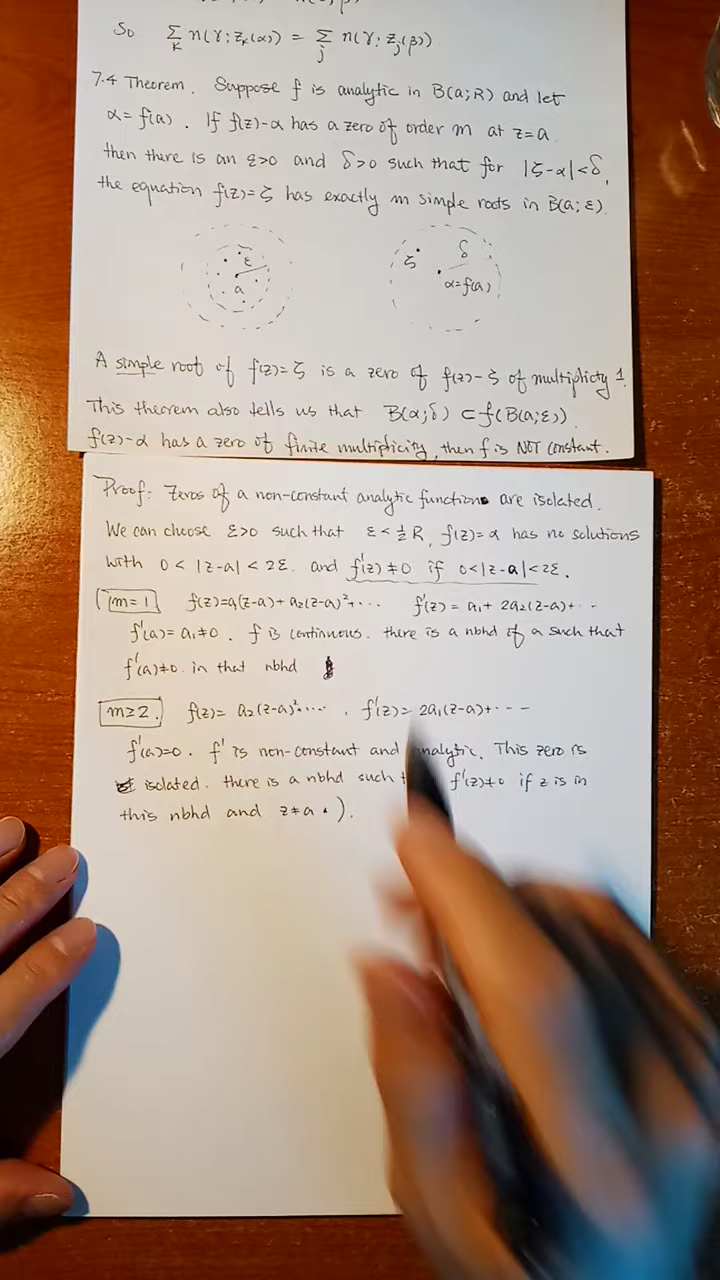 So Σ_k n(γ; z_k(α)) = Σ_j n(γ; z_j(β))
7.4 Theorem. Suppose f is analytic in B(a;R) and let
α = f(a). If f(z)-α has a zero of order m at z=a
then there is an ε>0 and δ>0 such that for |ζ-α|<δ,
the equation f(z)=ζ has exactly m simple roots in B(a;ε).
ε
a
ζ
δ
α=f(a)
A simple root of f(z)=ζ is a zero of f(z)-ζ of multiplicty 1.
This theorem also tells us that B(α;δ) ⊂ f(B(a;ε)).
f(z)-α has a zero of finite multiplicity, then f is NOT constant.
Proof: Zeros of a non-constant analytic function are isolated.
We can choose ε>0 such that ε < ½R, f(z)=α has no solutions
with 0 < |z-a| < 2ε. and f'(z) ≠ 0 if 0<|z-a|<2ε.
(m=1 f(z)=a₁(z-a)+a₂(z-a)²+··· f'(z) = a₁+2a₂(z-a)+···
f'(a)=a₁≠0. f is continuous. there is a nbhd of a such that
f'(a)≠0 in that nbhd
m≥2. f(z)= a₂(z-a)²+···, f'(z)= 2a₁(z-a)+···
f'(a)=0. f' is non-constant and analytic. This zero is
isolated. there is a nbhd such f'(z)≠0 if z is in
this nbhd and z≠a.).